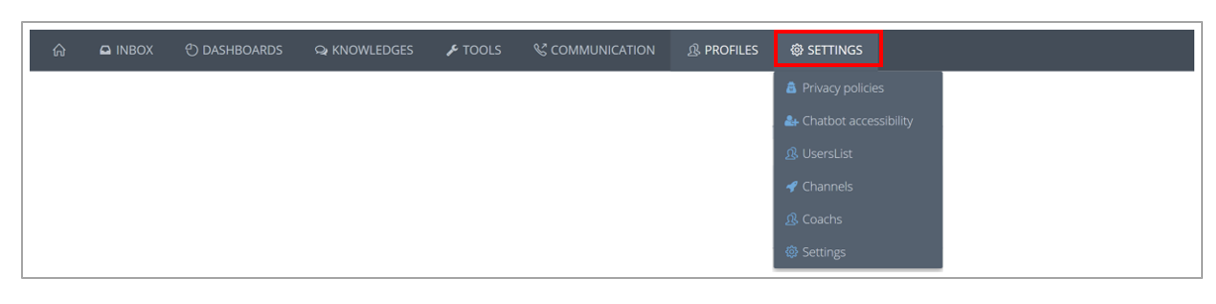 INBOX DASHBOARDS KNOWLEDGES TOOLS COMMUNICATION PROFILES SETTINGS
Privacy policies
Chatbot accessibility
UsersList
Channels
Coachs
Settings